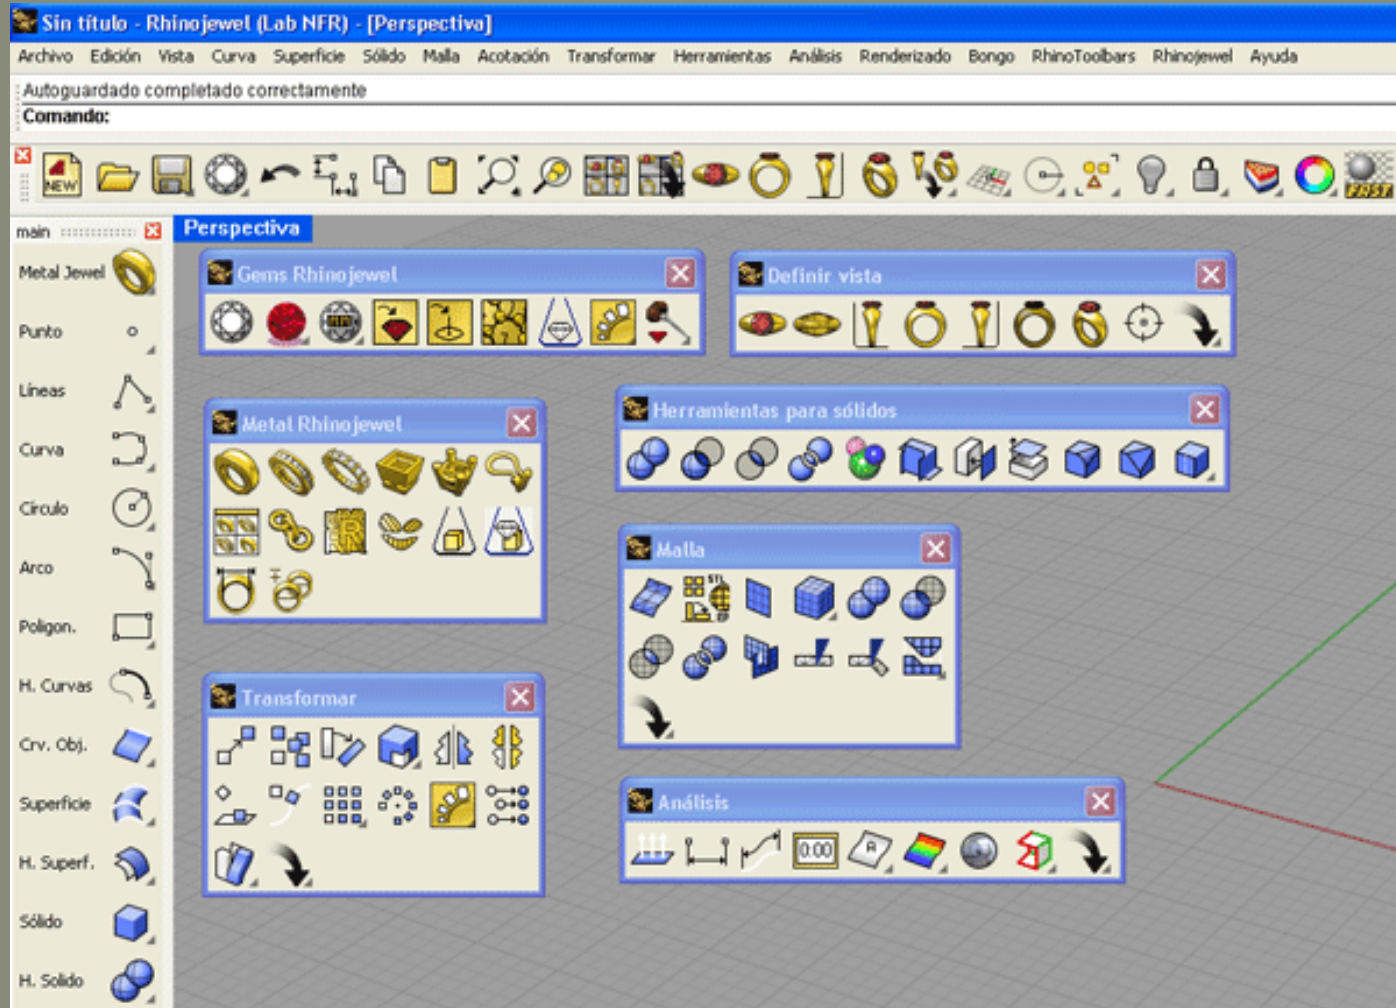 Sin título - Rhinojewel (Lab NFR) - [Perspectiva]
Archivo Edición Vista Curva Superficie Sólido Malla Acotación Transformar Herramientas Análisis Renderizado Bongo RhinoToolbars Rhinojewel Ayuda
Autoguardado completado correctamente
Comando:
NEW
FAST
main
Perspectiva
Metal Jewel
Punto
Líneas
Curva
Círculo
Arco
Poligon.
H. Curvas
Crv. Obj.
Superficie
H. Superf.
Sólido
H. Solido
Gems Rhinojewel
Definir vista
Metal Rhinojewel
R
Herramientas para sólidos
Malla
STL
Transformar
Análisis
0:00
A